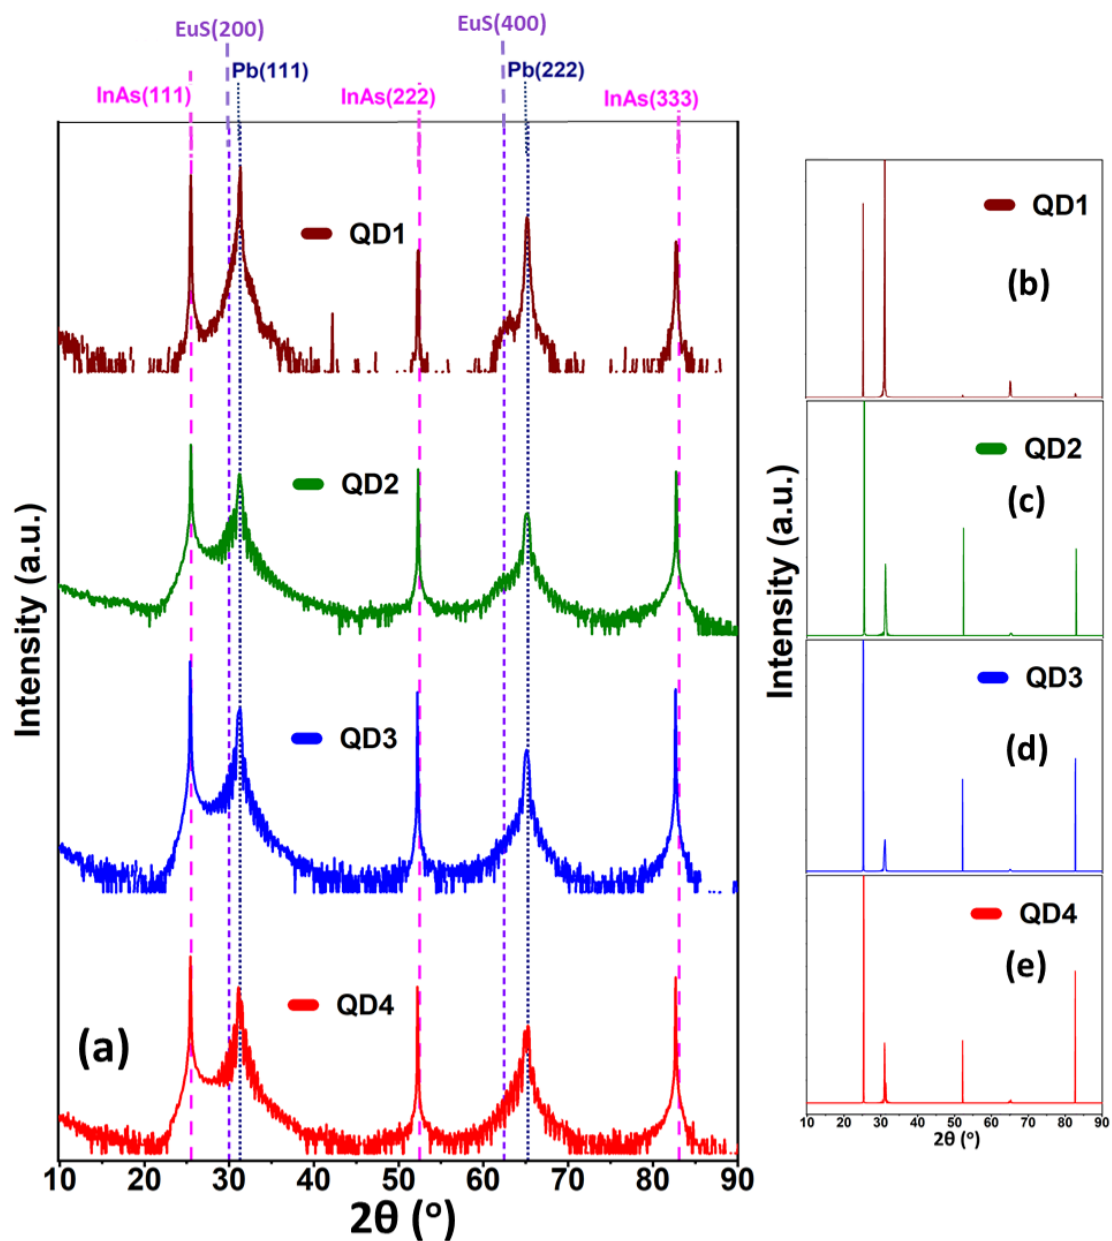 EuS(200)
EuS(400)
Pb(111)
Pb(222)
InAs(111)
InAs(222)
InAs(333)
QD1
QD2
QD3
QD4
(a)
Intensity (a.u.)
10 20 30 40 50 60 70 80 90
2θ (o)
QD1
(b)
QD2
(c)
QD3
(d)
QD4
(e)
Intensity (a.u.)
10 20 30 40 50 60 70 80 90
2θ (o)